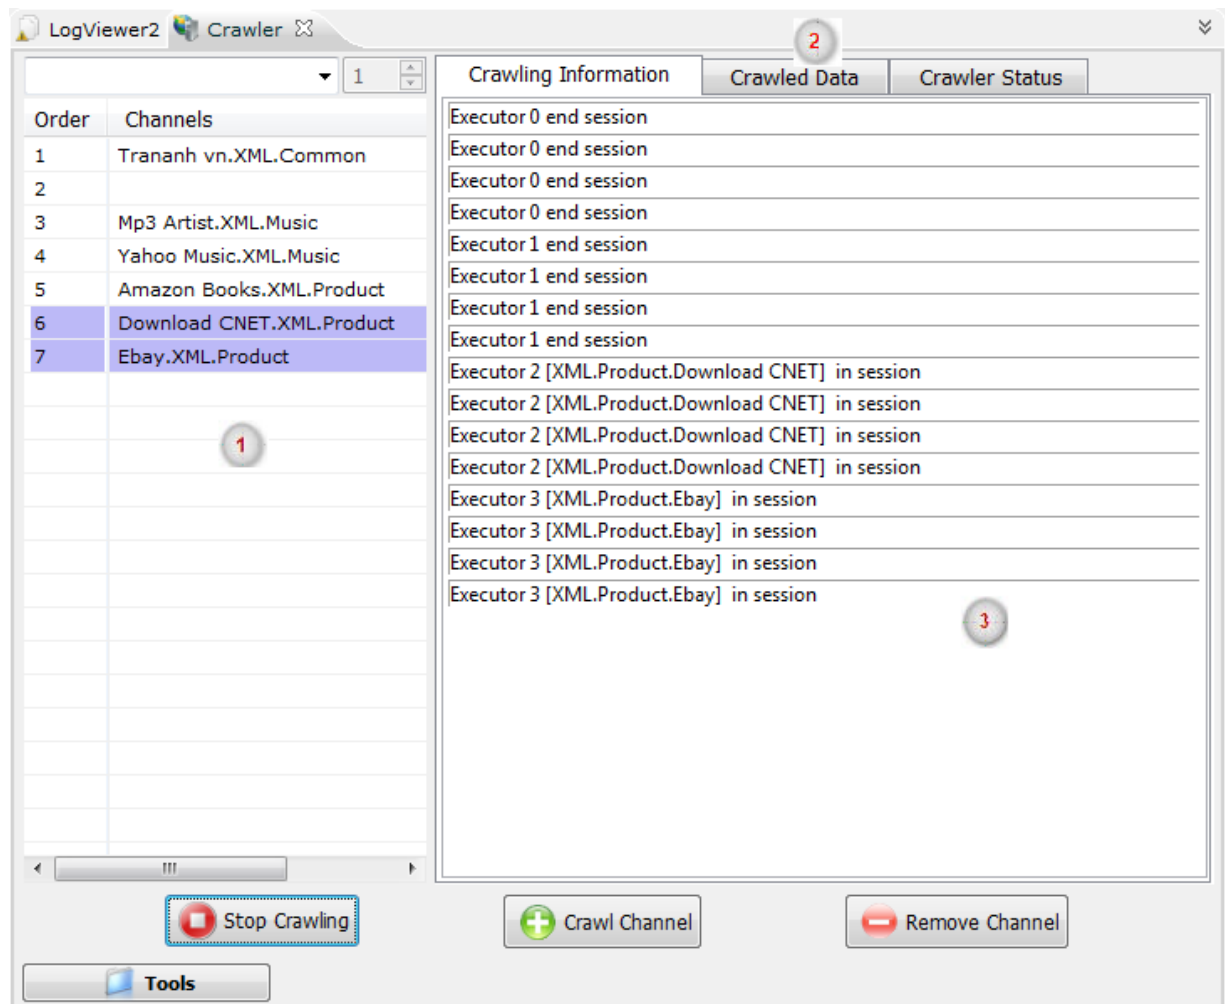 LogViewer2 Crawler
2
1
Crawling Information Crawled Data Crawler Status
Order Channels
1 Trananh vn.XML.Common
2
3 Mp3 Artist.XML.Music
4 Yahoo Music.XML.Music
5 Amazon Books.XML.Product
6 Download CNET.XML.Product
7 Ebay.XML.Product
1
Executor 0 end session
Executor 0 end session
Executor 0 end session
Executor 0 end session
Executor 1 end session
Executor 1 end session
Executor 1 end session
Executor 1 end session
Executor 2 [XML.Product.Download CNET] in session
Executor 2 [XML.Product.Download CNET] in session
Executor 2 [XML.Product.Download CNET] in session
Executor 2 [XML.Product.Download CNET] in session
Executor 3 [XML.Product.Ebay] in session
Executor 3 [XML.Product.Ebay] in session
Executor 3 [XML.Product.Ebay] in session
Executor 3 [XML.Product.Ebay] in session
3
Stop Crawling Crawl Channel Remove Channel
Tools